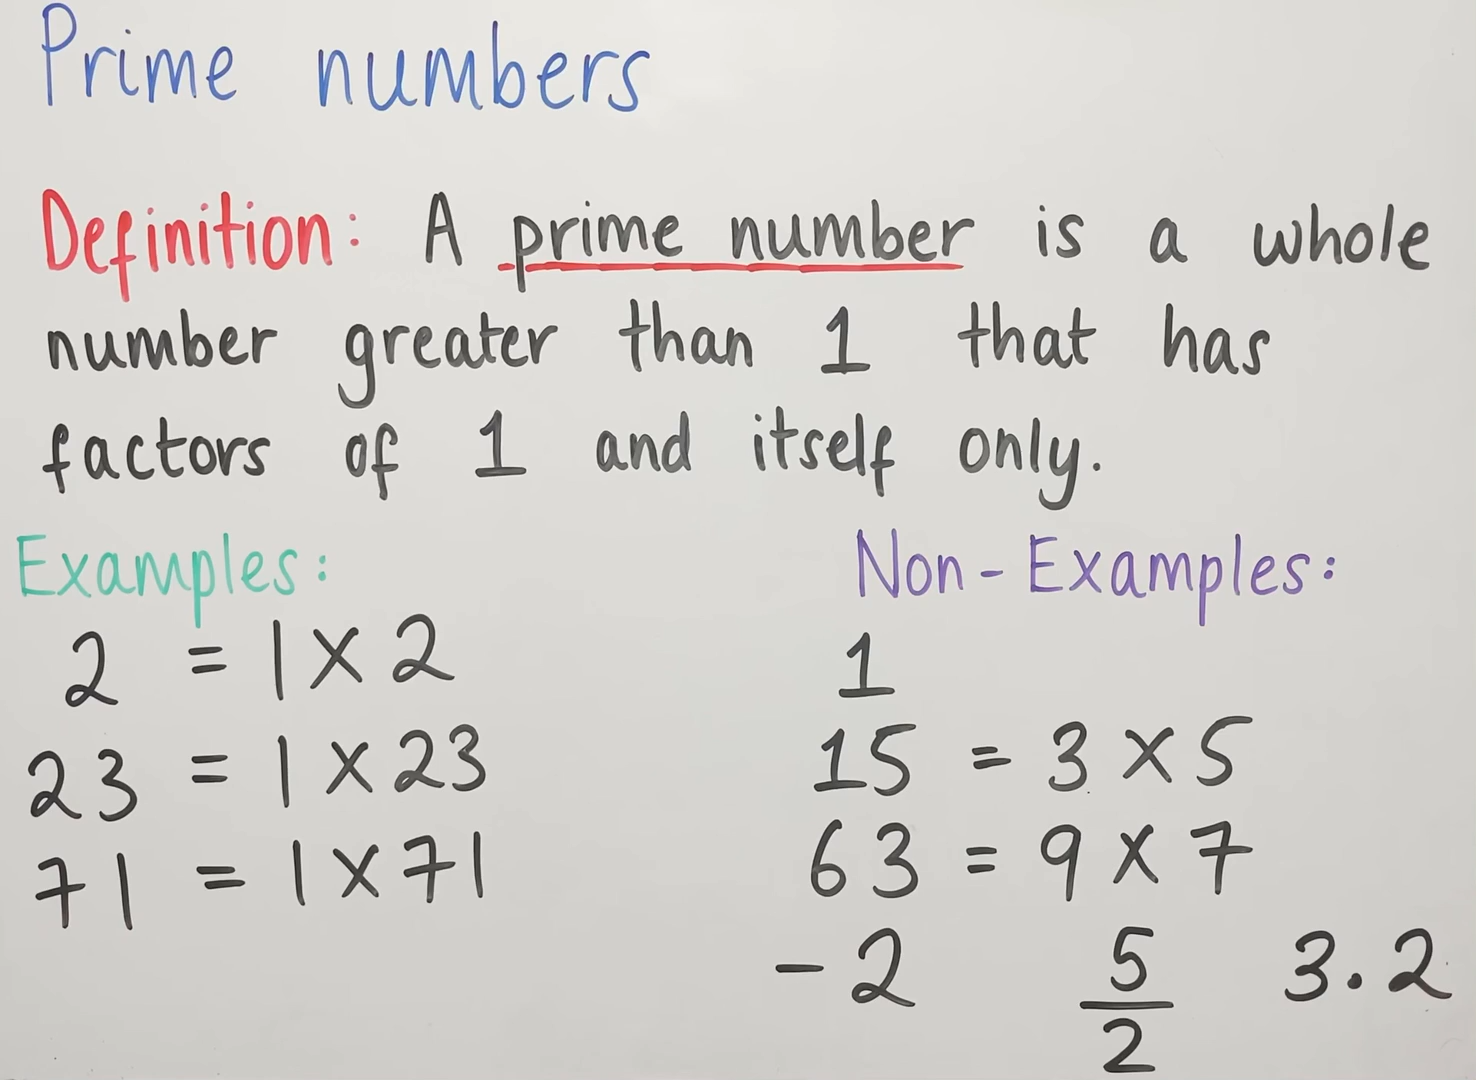 Prime numbers
Definition: A prime number is a whole
number greater than 1 that has
factors of 1 and itself only.
Examples:
2 = 1 × 2
23 = 1 × 23
71 = 1 × 71
Non-Examples:
1
15 = 3 × 5
63 = 9 × 7
-2 5/2 3.2